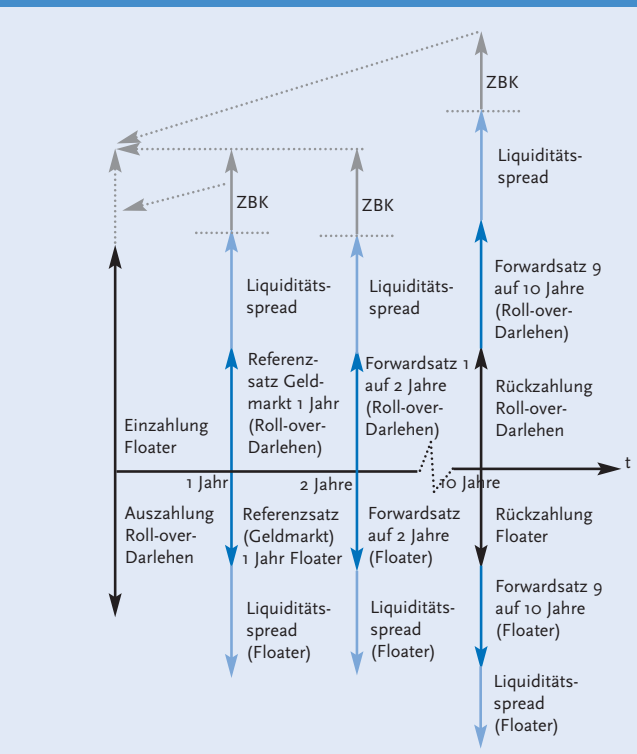 ZBK
Liquiditäts-
spread
ZBK
ZBK
Liquiditäts-
spread
Liquiditäts-
spread
Forwardsatz 9
auf 10 Jahre
(Roll-over-
Darlehen)
Referenz-
satz Geld-
markt 1 Jahr
(Roll-over-
Darlehen)
Forwardsatz 1
auf 2 Jahre
(Roll-over-
Darlehen)
Rückzahlung
Roll-over-
Darlehen
Einzahlung
Floater
t
1 Jahr
2 Jahre
10 Jahre
Auszahlung
Roll-over-
Darlehen
Referenzsatz
(Geldmarkt)
1 Jahr Floater
Forwardsatz
auf 2 Jahre
(Floater)
Rückzahlung
Floater
Liquiditäts-
spread
(Floater)
Liquiditäts-
spread
(Floater)
Forwardsatz 9
auf 10 Jahre
(Floater)
Liquiditäts-
spread
(Floater)